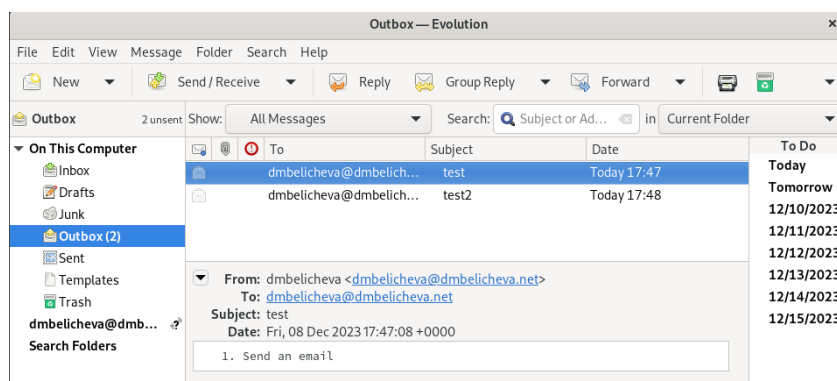 Outbox — Evolution ×
File Edit View Message Folder Search Help
New Send / Receive Reply Group Reply Forward
Outbox 2 unsent Show: All Messages Search: Subject or Ad... in Current Folder
On This Computer To Subject Date To Do
Inbox dmbelicheva@dmbelich... test Today 17:47 Today
Drafts dmbelicheva@dmbelich... test2 Today 17:48 Tomorrow
Junk 12/10/2023
Outbox (2) 12/11/2023
Sent 12/12/2023
Templates 12/13/2023
Trash 12/14/2023
dmbelicheva@dmb... 12/15/2023
Search Folders
From: dmbelicheva <dmbelicheva@dmbelicheva.net>
To: dmbelicheva@dmbelicheva.net
Subject: test
Date: Fri, 08 Dec 2023 17:47:08 +0000
1. Send an email